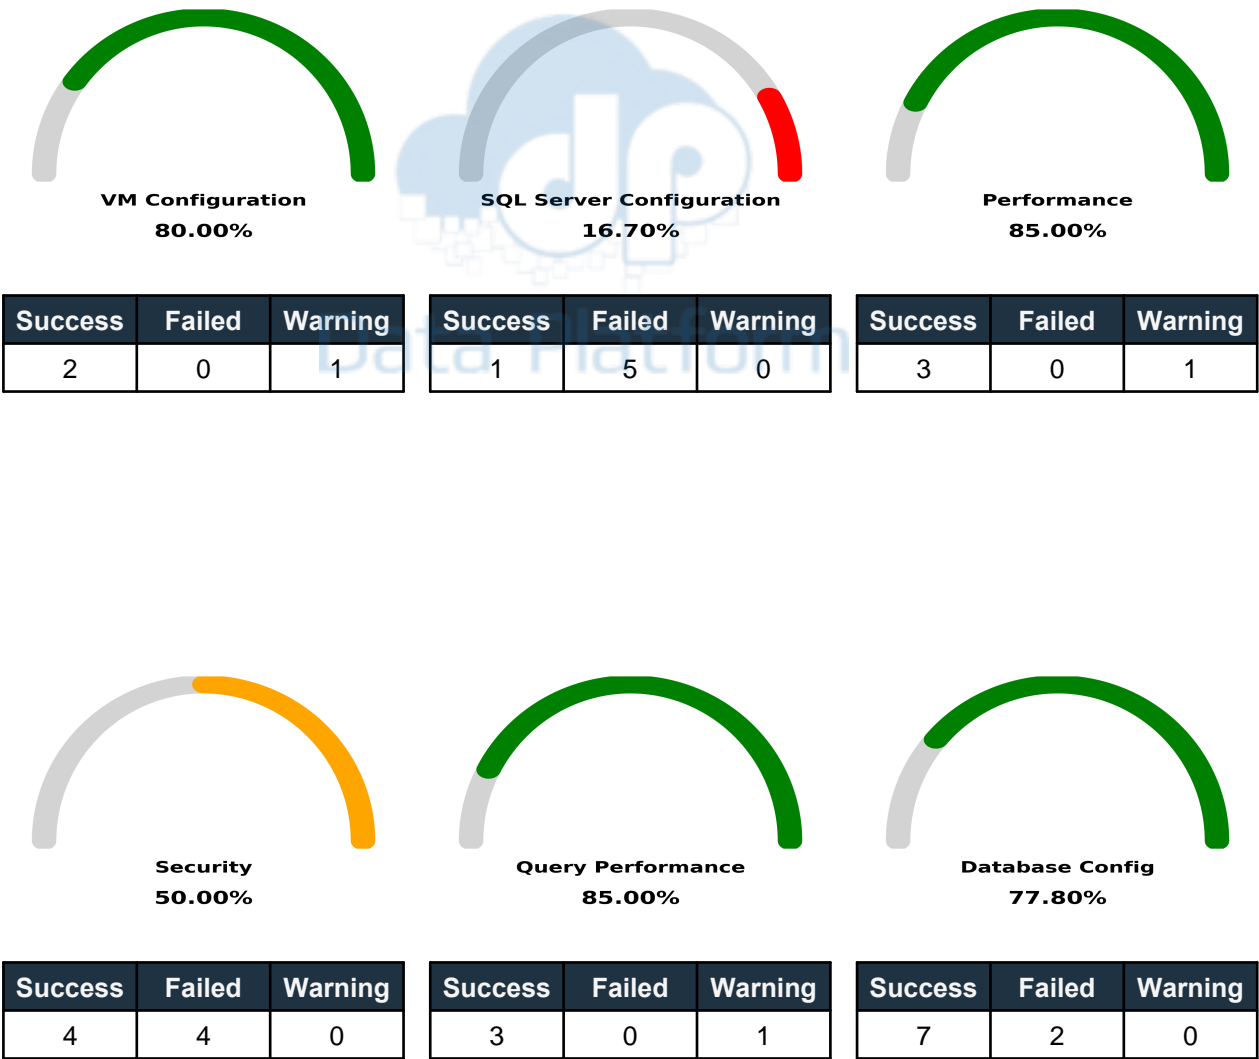 VM Configuration
80.00%
SQL Server Configuration
16.70%
Performance
85.00%
Success Failed Warning
2 0 1
Success Failed Warning
1 5 0
Success Failed Warning
3 0 1
dp
Data Platform
Security
50.00%
Query Performance
85.00%
Database Config
77.80%
Success Failed Warning
4 4 0
Success Failed Warning
3 0 1
Success Failed Warning
7 2 0